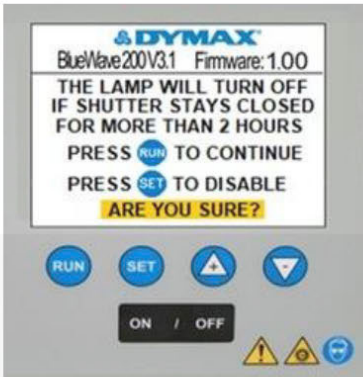 DYMAX
BlueWave 200 V3.1 Firmware: 1.00
THE LAMP WILL TURN OFF
IF SHUTTER STAYS CLOSED
FOR MORE THAN 2 HOURS
PRESS RUN TO CONTINUE
PRESS SET TO DISABLE
ARE YOU SURE?
RUN SET + -
ON / OFF